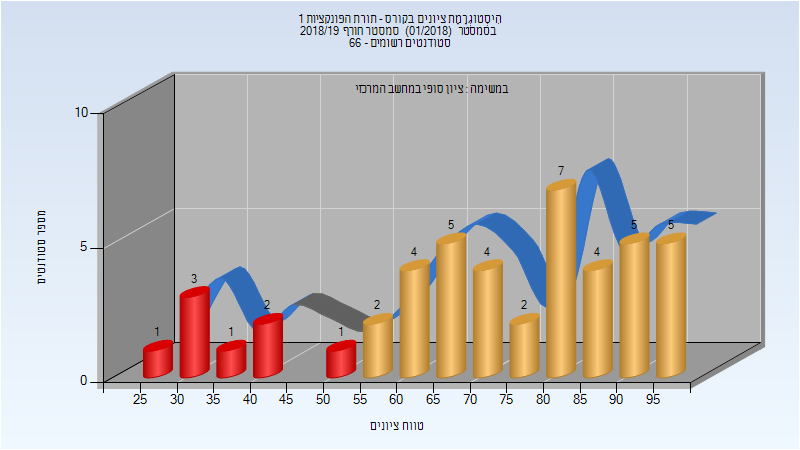 היסטוגרמת ציונים בקורס - תורת הפונקציות 1
בסמסטר (01/2018) סמסטר חורף 2018/19
סטודנטים רשומים - 66
במשימה : ציון סופי במחשב המרכזי
מספר סטודנטים
10
5
0
1
3
1
2
1
2
4
5
4
2
7
4
5
5
25 30 35 40 45 50 55 60 65 70 75 80 85 90 95
טווח ציונים